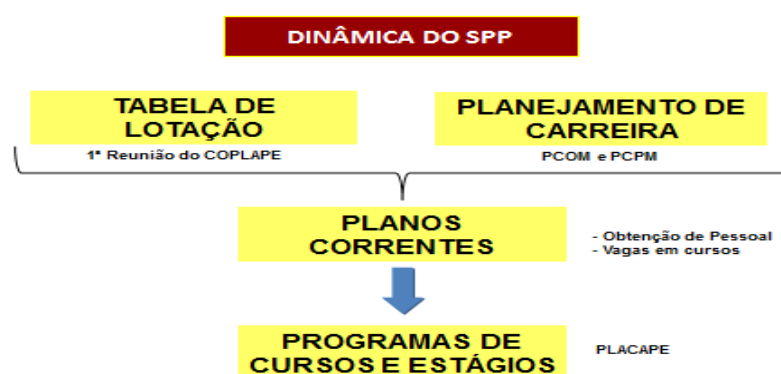 DINÂMICA DO SPP
TABELA DE
LOTAÇÃO
1ª Reunião do COPLAPE
PLANEJAMENTO DE
CARREIRA
PCOM e PCPM
PLANOS
CORRENTES
- Obtenção de Pessoal
- Vagas em cursos
PROGRAMAS DE
CURSOS E ESTÁGIOS
PLACAPE